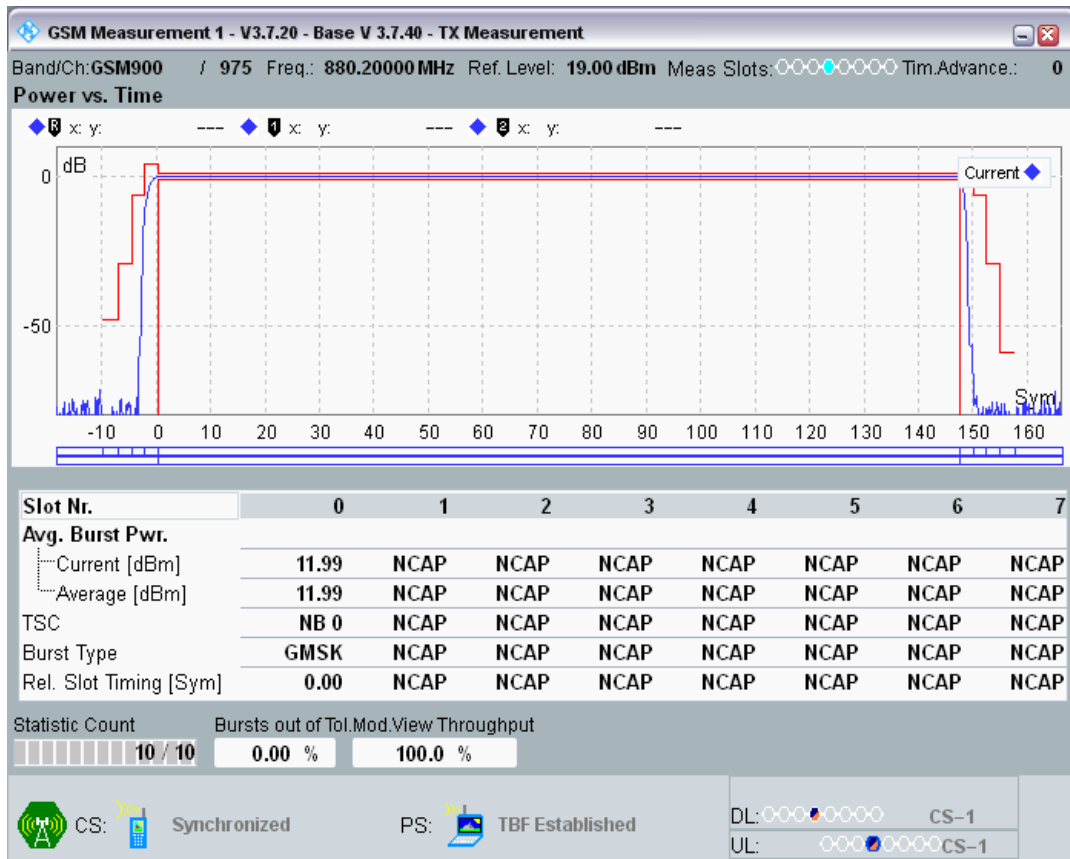 GSM Measurement 1 - V3.7.20 - Base V 3.7.40 - TX Measurement
Band/Ch:GSM900 / 975 Freq.: 880.20000 MHz Ref. Level: 19.00 dBm Meas Slots: Tim.Advance.: 0
Power vs. Time
R x: y: --- 1 x: y: --- 2 x: y: ---
dB
Current
0
-50
Sym
-10 0 10 20 30 40 50 60 70 80 90 100 110 120 130 140 150 160
Slot Nr. 0 1 2 3 4 5 6 7
Avg. Burst Pwr.
Current [dBm] 11.99 NCAP NCAP NCAP NCAP NCAP NCAP NCAP
Average [dBm] 11.99 NCAP NCAP NCAP NCAP NCAP NCAP NCAP
TSC NB 0 NCAP NCAP NCAP NCAP NCAP NCAP NCAP
Burst Type GMSK NCAP NCAP NCAP NCAP NCAP NCAP NCAP
Rel. Slot Timing [Sym] 0.00 NCAP NCAP NCAP NCAP NCAP NCAP NCAP
Statistic Count Bursts out of Tol.Mod.View Throughput
10 / 10 0.00 % 100.0 %
CS: Synchronized PS: TBF Established DL: CS-1
UL: CS-1